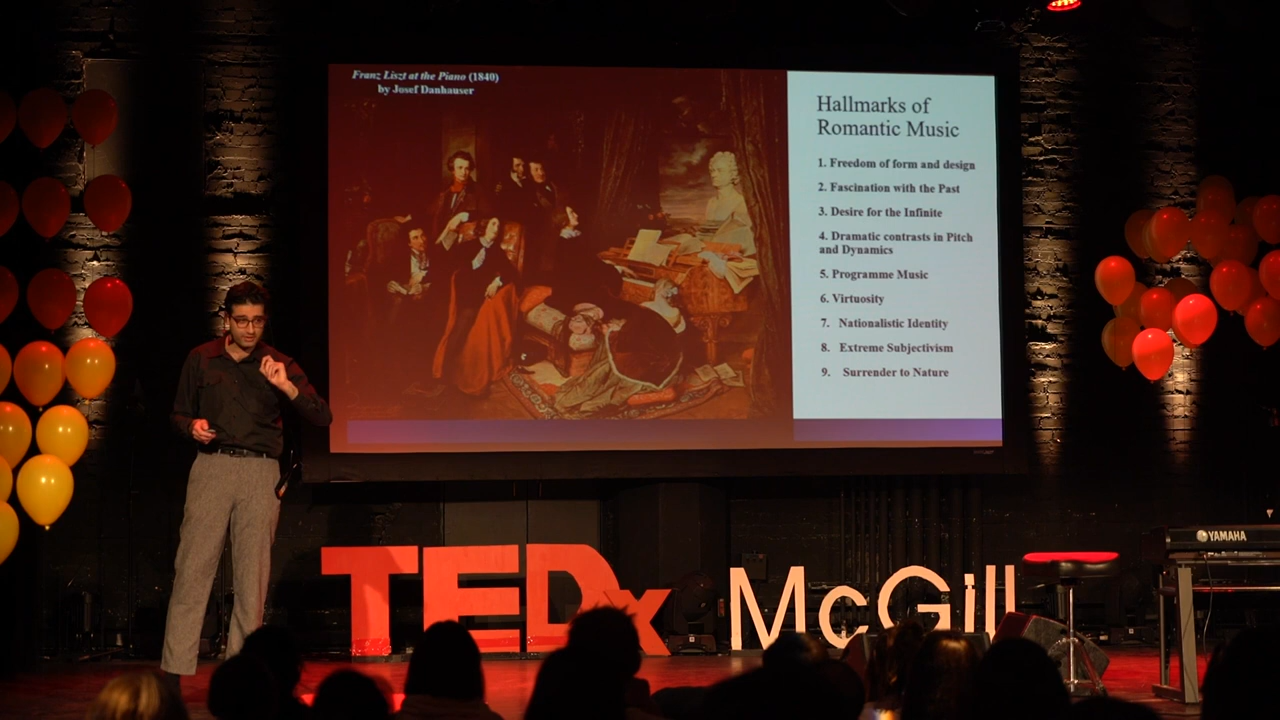 Franz Liszt at the Piano (1840)
by Josef Danhauser
Hallmarks of
Romantic Music
1. Freedom of form and design
2. Fascination with the Past
3. Desire for the Infinite
4. Dramatic contrasts in Pitch
and Dynamics
5. Programme Music
6. Virtuosity
7. Nationalistic Identity
8. Extreme Subjectivism
9. Surrender to Nature
TEDx McGill
YAMAHA